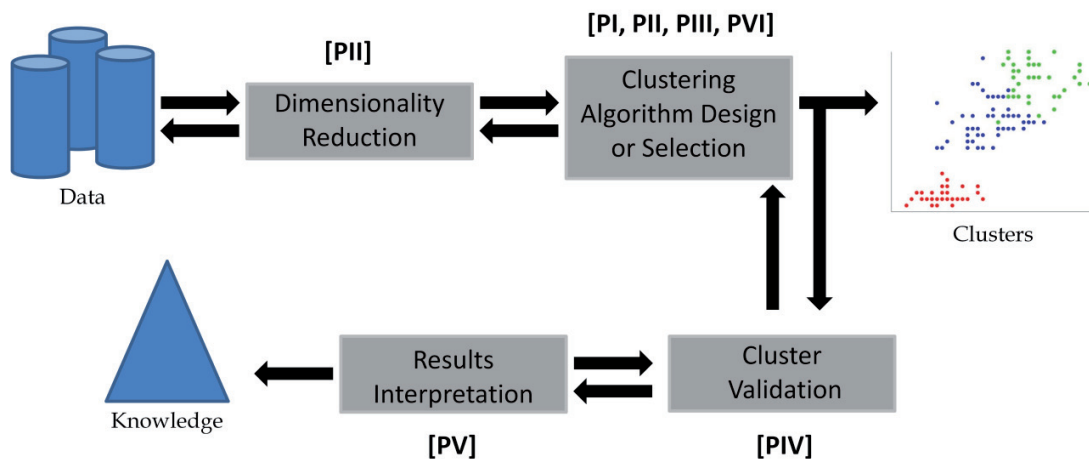 [PI, PII, PIII, PVI]
[PII]
Dimensionality
Reduction
Clustering
Algorithm Design
or Selection
Data
Clusters
Results
Interpretation
Cluster
Validation
Knowledge
[PV]
[PIV]